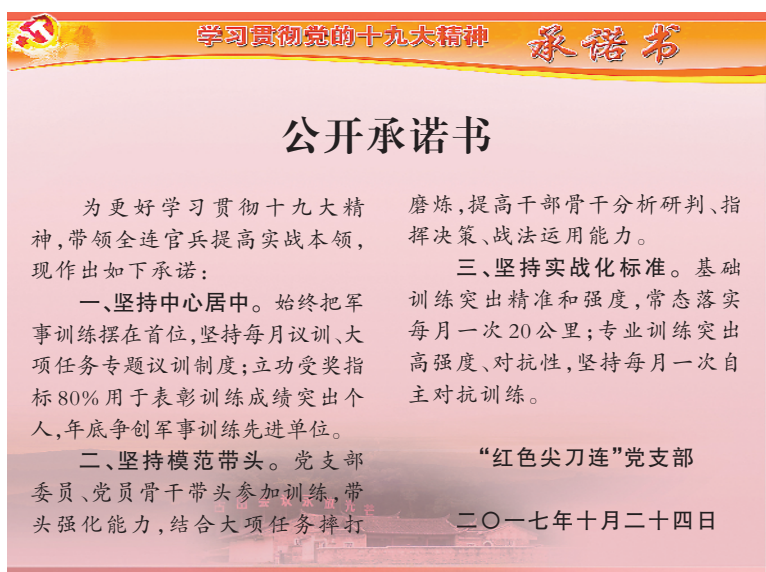 学习贯彻党的十九大精神 承诺书
公开承诺书
为更好学习贯彻十九大精
神,带领全连官兵提高实战本领,
现作出如下承诺:
一、坚持中心居中。始终把军
事训练摆在首位,坚持每月议训、大
项任务专题议训制度;立功受奖指
标80%用于表彰训练成绩突出个
人,年底争创军事训练先进单位。
二、坚持模范带头。党支部
委员、党员骨干带头参加训练,带
头强化能力,结合大项任务摔打
磨炼,提高干部骨干分析研判、指
挥决策、战法运用能力。
三、坚持实战化标准。基础
训练突出精准和强度,常态落实
每月一次20公里;专业训练突出
高强度、对抗性,坚持每月一次自
主对抗训练。
“红色尖刀连”党支部
二〇一七年十月二十四日